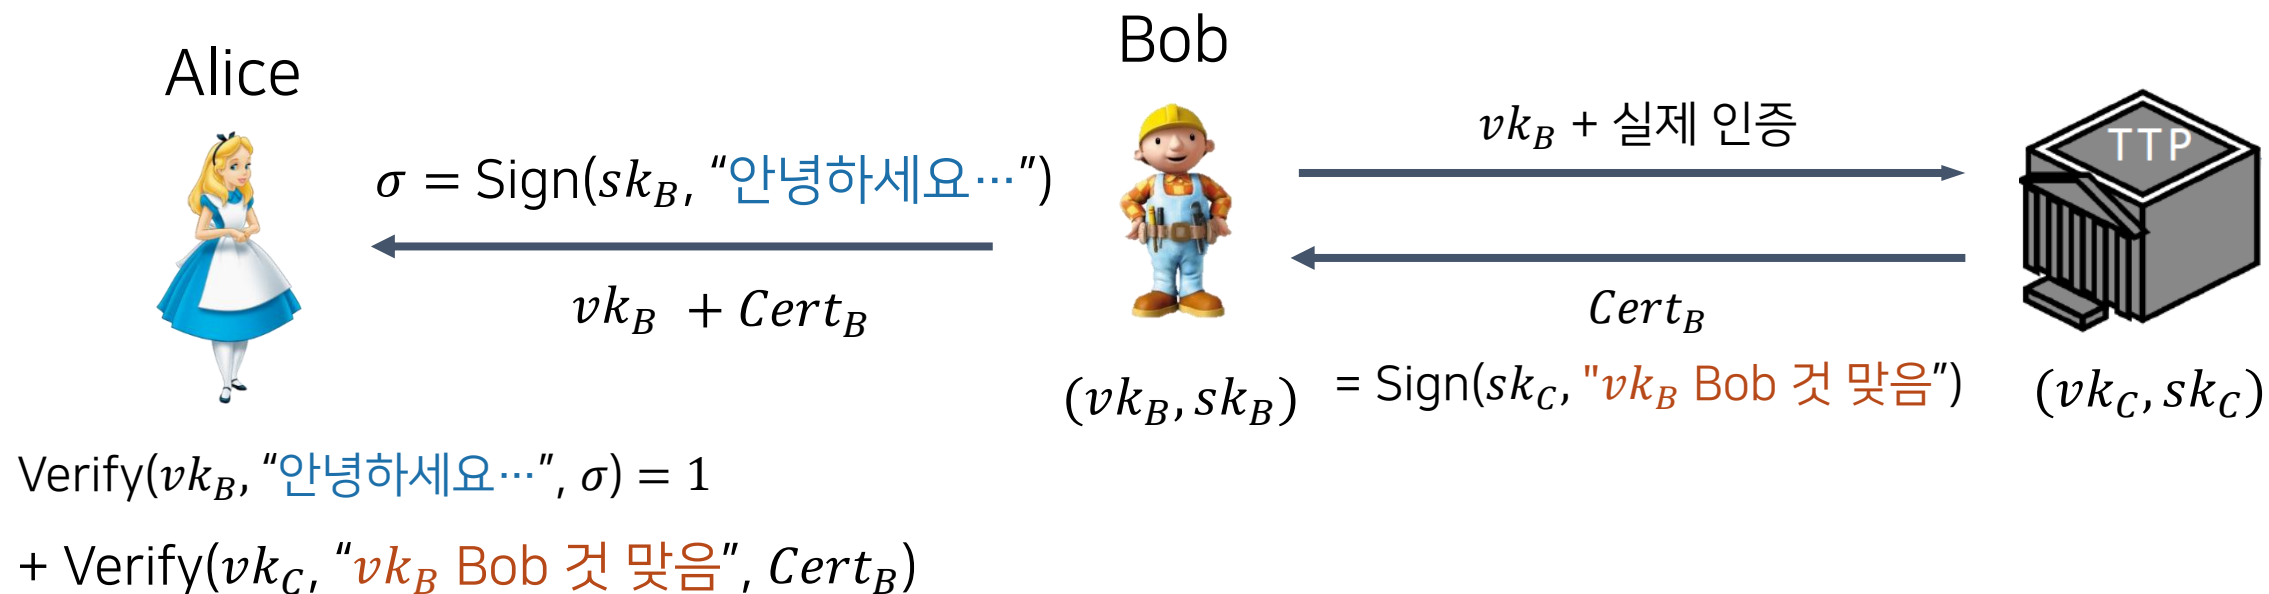 Alice
Bob
TTP
σ = Sign(sk_B, “안녕하세요…”)
vk_B + Cert_B
vk_B + 실제 인증
Cert_B
= Sign(sk_C, "vk_B Bob 것 맞음”)
(vk_B, sk_B)
(vk_C, sk_C)
Verify(vk_B, “안녕하세요…”, σ) = 1
+ Verify(vk_C, “vk_B Bob 것 맞음”, Cert_B)